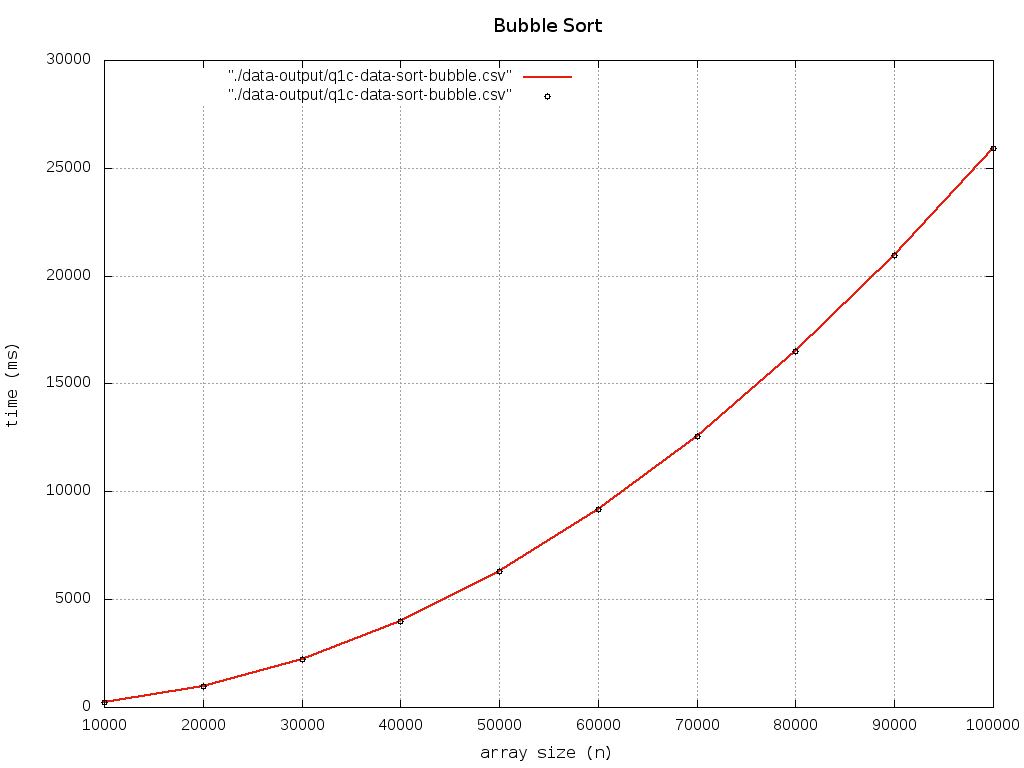 Bubble Sort
30000
"./data-output/q1c-data-sort-bubble.csv"
"./data-output/q1c-data-sort-bubble.csv"
25000
20000
15000
10000
5000
0
time (ms)
10000 20000 30000 40000 50000 60000 70000 80000 90000 100000
array size (n)